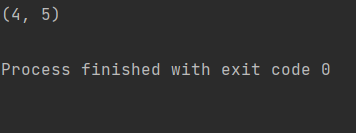 (4, 5)
Process finished with exit code 0